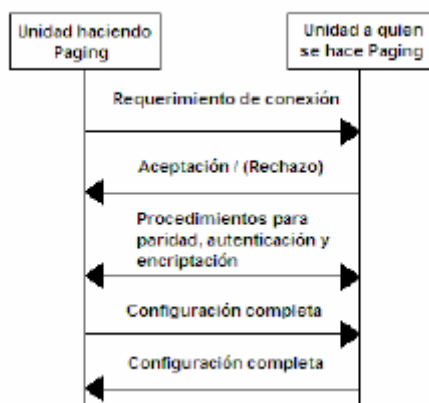 Unidad haciendo
Paging
Unidad a quien
se hace Paging
Requerimiento de conexión
Aceptación / (Rechazo)
Procedimientos para
paridad, autenticación y
encriptación
Configuración completa
Configuración completa